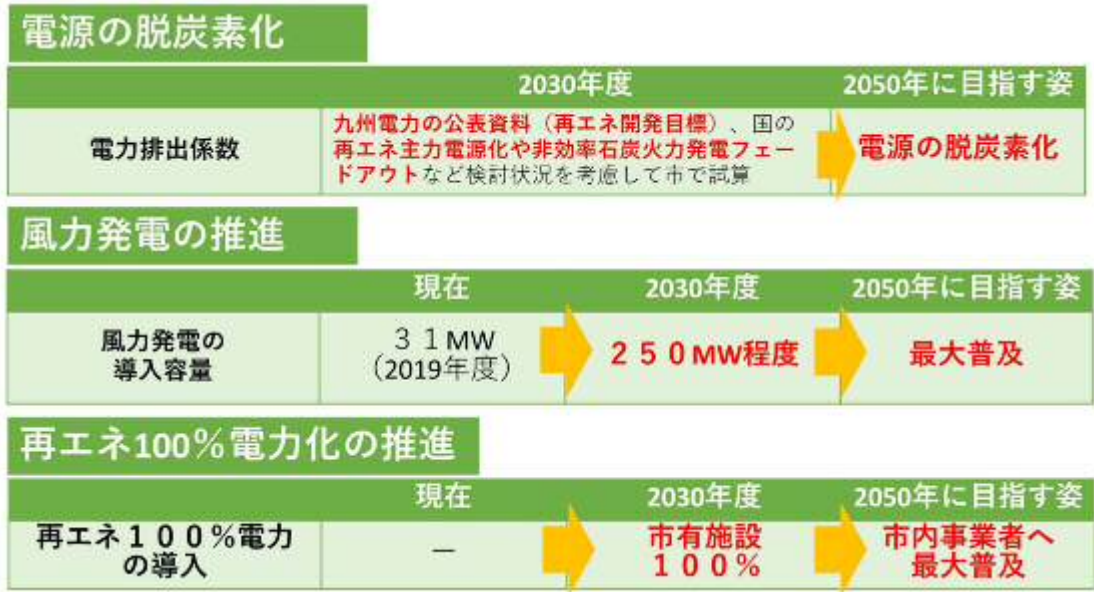 電源の脱炭素化
2030年度 2050年に目指す姿
電力排出係数
九州電力の公表資料（再エネ開発目標）、国の
再エネ主力電源化や非効率石炭火力発電フェー
ドアウトなど検討状況を考慮して市で試算
電源の脱炭素化
風力発電の推進
現在 2030年度 2050年に目指す姿
風力発電の
導入容量
３１MW
（2019年度）
２５０MW程度
最大普及
再エネ100％電力化の推進
現在 2030年度 2050年に目指す姿
再エネ１００％電力
の導入
－
市有施設
１００％
市内事業者へ
最大普及